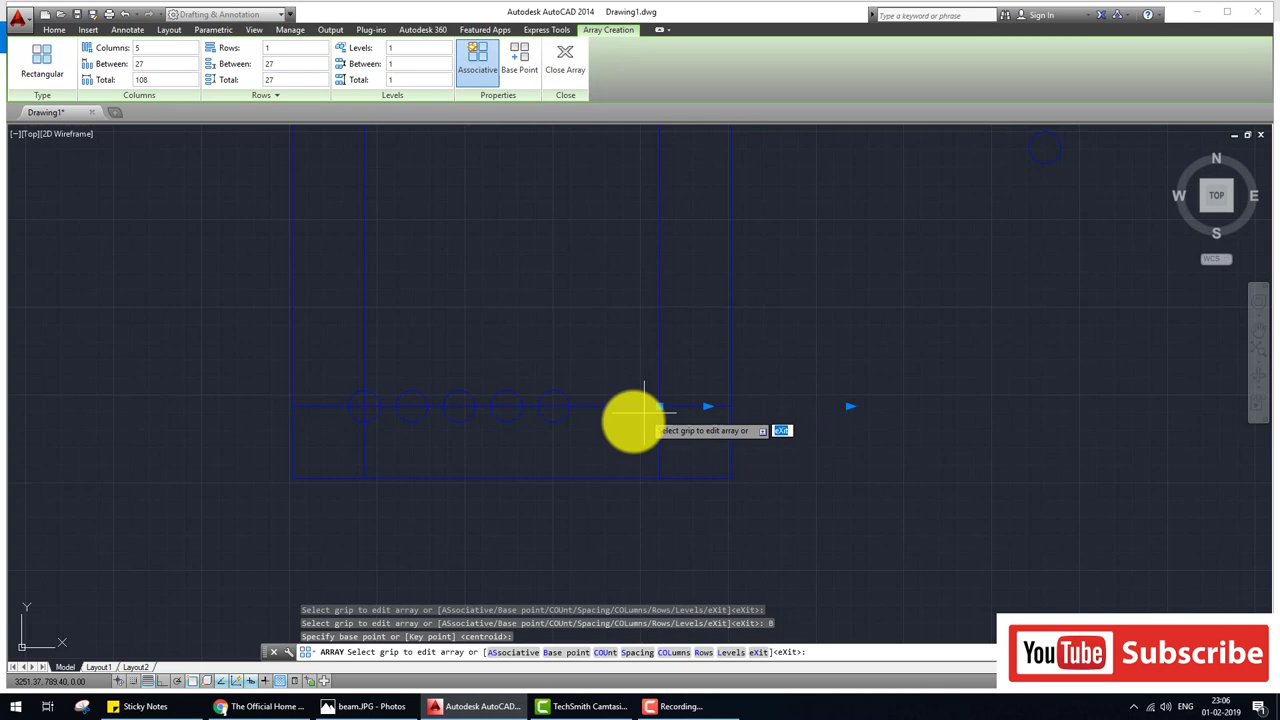 Autodesk AutoCAD 2014 Drawing1.dwg
Drafting & Annotation
Type a keyword or phrase
Sign In
Home Insert Annotate Layout Parametric View Manage Output Plug-ins Autodesk 360 Featured Apps Express Tools Array Creation
Columns: 5 Rows: 1 Levels: 1
Between: 27 Between: 27 Between: 1
Total: 108 Total: 27 Total: 1
Rectangular Associative Base Point Close Array
Type Columns Rows Levels Properties Close
Drawing1*
[−][Top][2D Wireframe]
N
W TOP E
S
WCS
Select grip to edit array or eXit
Y
X
Select grip to edit array or [ASsociative/Base point/COUnt/Spacing/COLumns/Rows/Levels/eXit]<eXit>:
Select grip to edit array or [ASsociative/Base point/COUnt/Spacing/COLumns/Rows/Levels/eXit]<eXit>: B
Specify base point or [Key point] <centroid>:
ARRAY Select grip to edit array or [ASsociative Base point COUnt Spacing COLumns Rows Levels eXit]<eXit>:
You Tube Subscribe
Model Layout1 Layout2
3251.37, 789.40, 0.00
Sticky Notes The Official Home ... beam.JPG - Photos Autodesk AutoCAD... TechSmith Camtasi... Recording...
ENG
23:06
01-02-2019